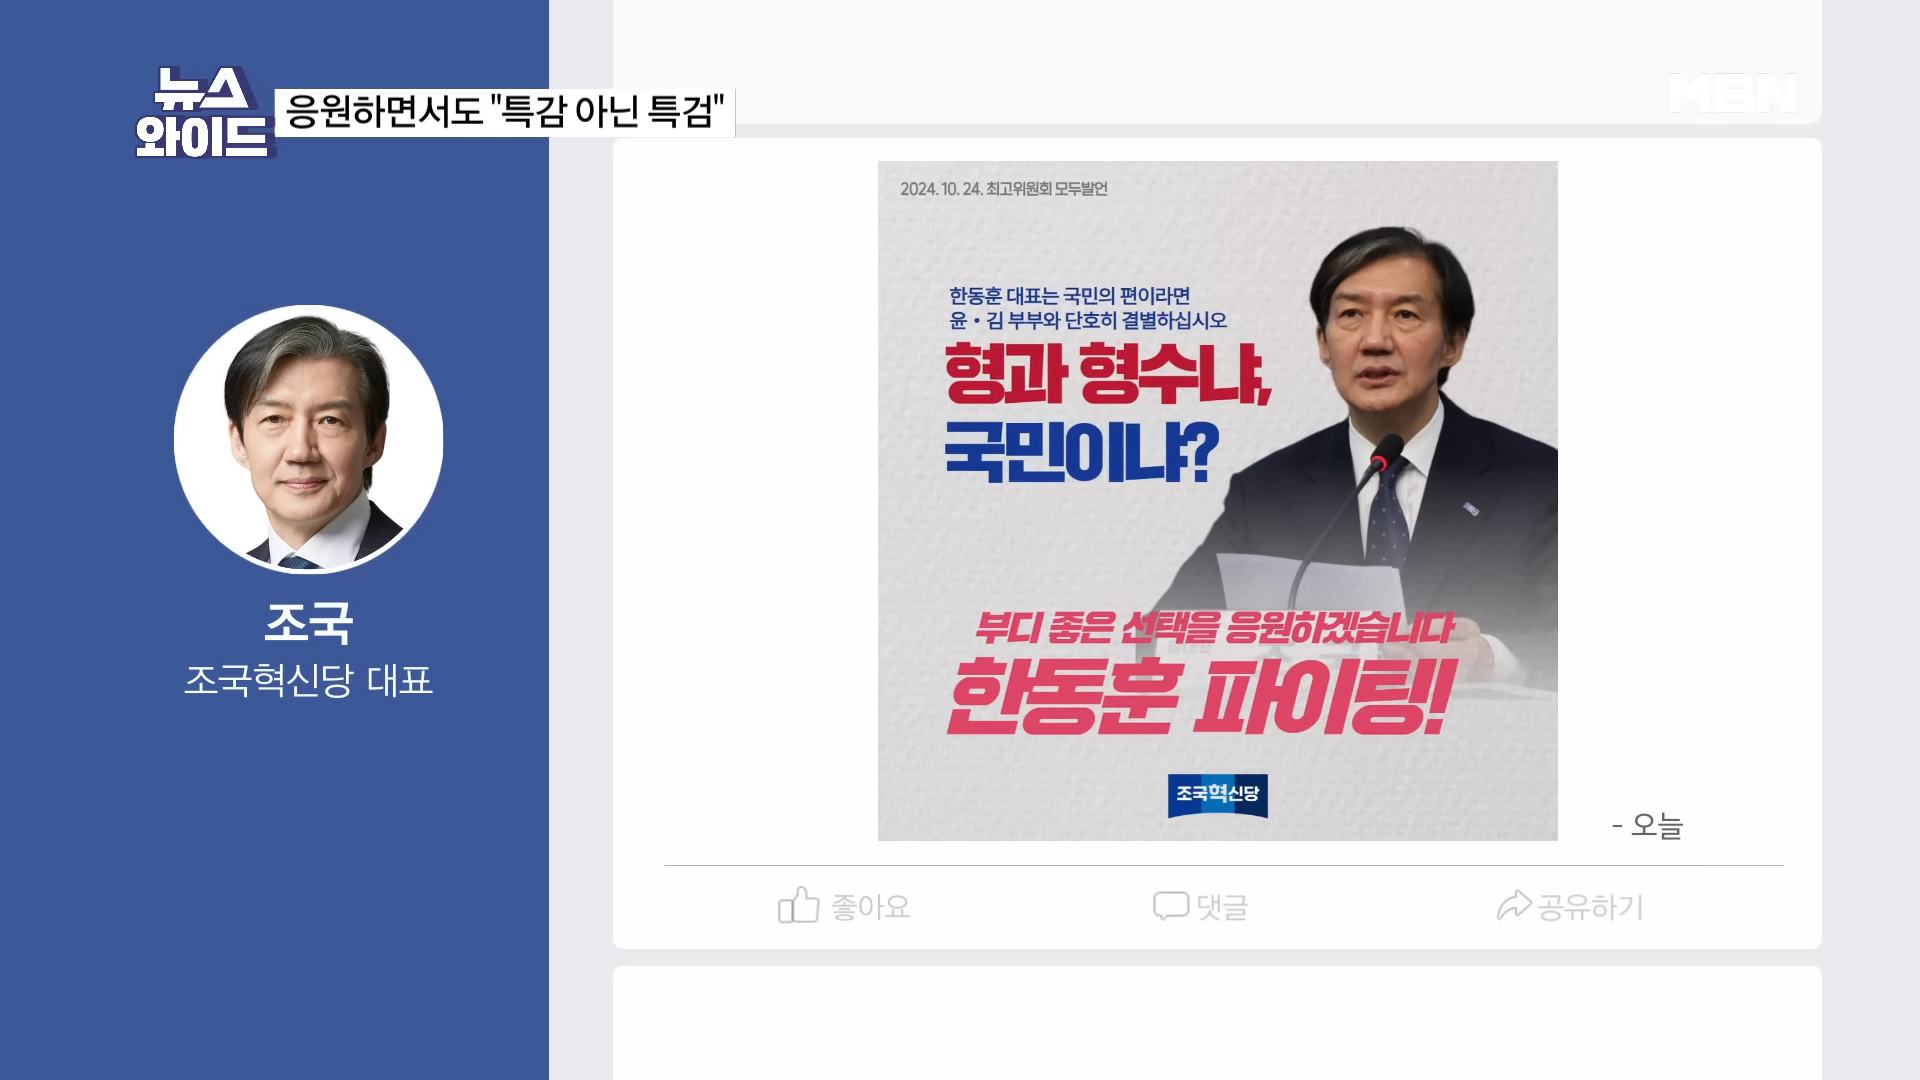 뉴스
와이드
응원하면서도 "특감 아닌 특검"
MBN
조국
조국혁신당 대표
2024. 10. 24. 최고위원회 모두발언
한동훈 대표는 국민의 편이라면
윤・김 부부와 단호히 결별하십시오
형과 형수냐,
국민이냐?
부디 좋은 선택을 응원하겠습니다
한동훈 파이팅!
조국혁신당
- 오늘
좋아요
댓글
공유하기